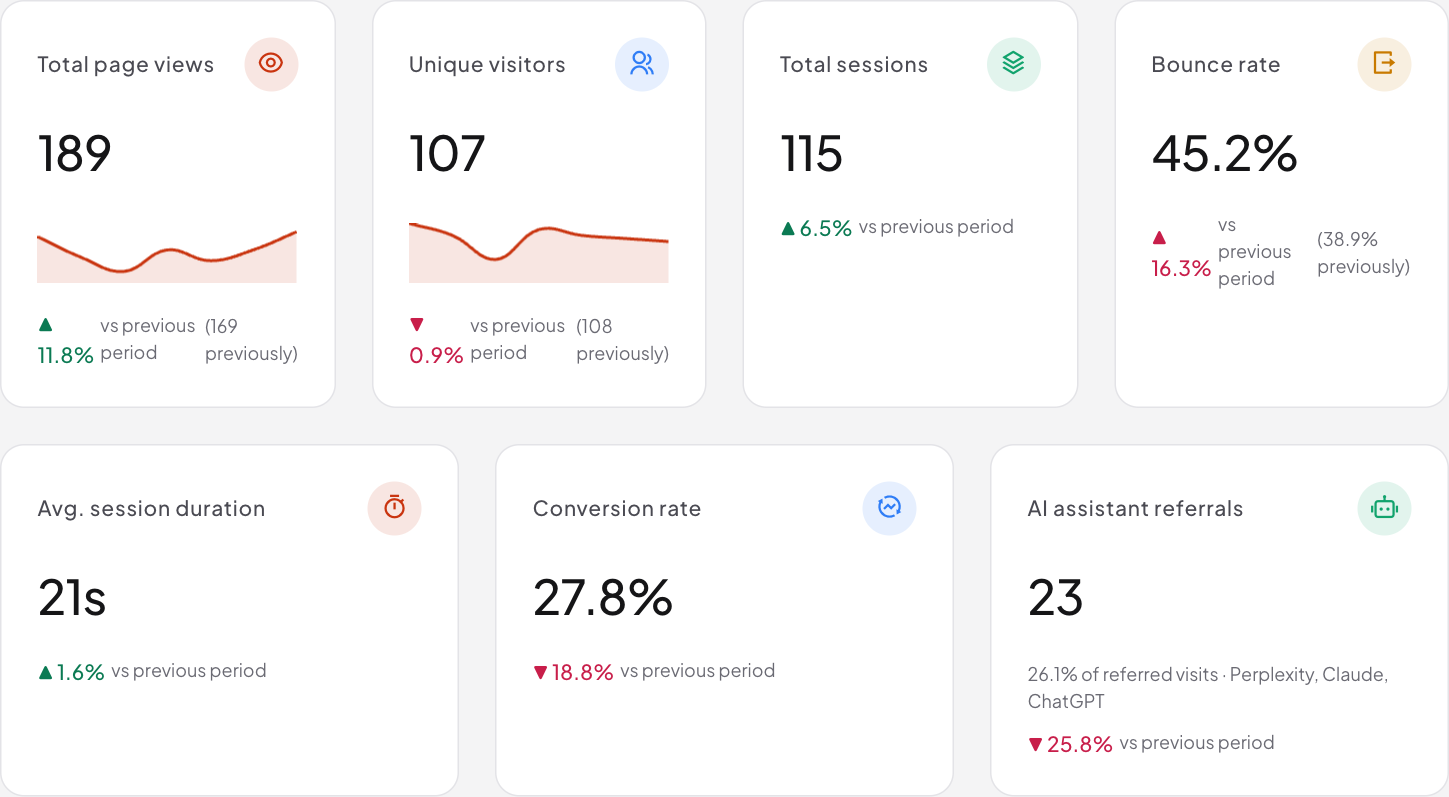 Total page views
189
11.8%
vs previous
period
(169
previously)
Unique visitors
107
0.9%
vs previous
period
(108
previously)
Total sessions
115
6.5% vs previous period
Bounce rate
45.2%
16.3%
vs
previous
period
(38.9%
previously)
Avg. session duration
21s
1.6% vs previous period
Conversion rate
27.8%
18.8% vs previous period
AI assistant referrals
23
26.1% of referred visits · Perplexity, Claude,
ChatGPT
25.8% vs previous period